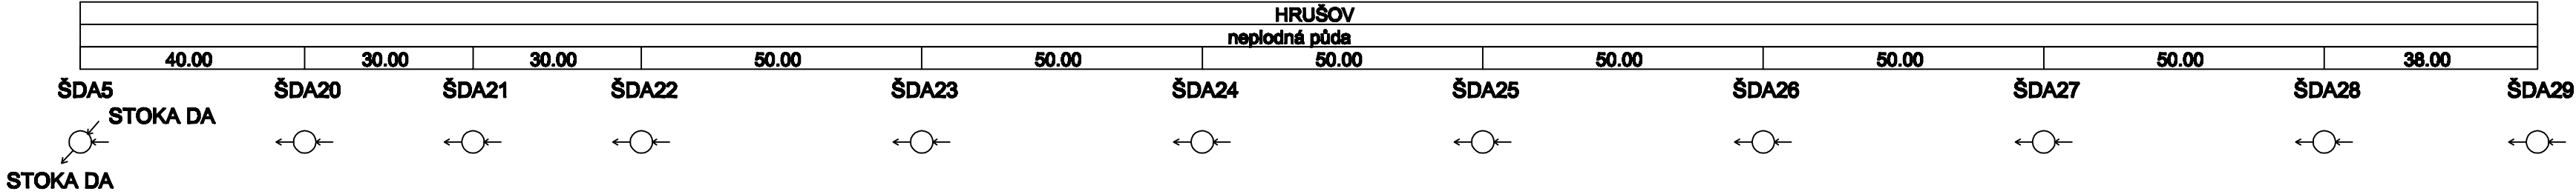 HRUŠOV
neplodná půda
40.00 30.00 30.00 50.00 50.00 50.00 50.00 50.00 50.00 38.00
ŠDA5 ŠDA20 ŠDA21 ŠDA22 ŠDA23 ŠDA24 ŠDA25 ŠDA26 ŠDA27 ŠDA28 ŠDA29
STOKA DA
STOKA DA